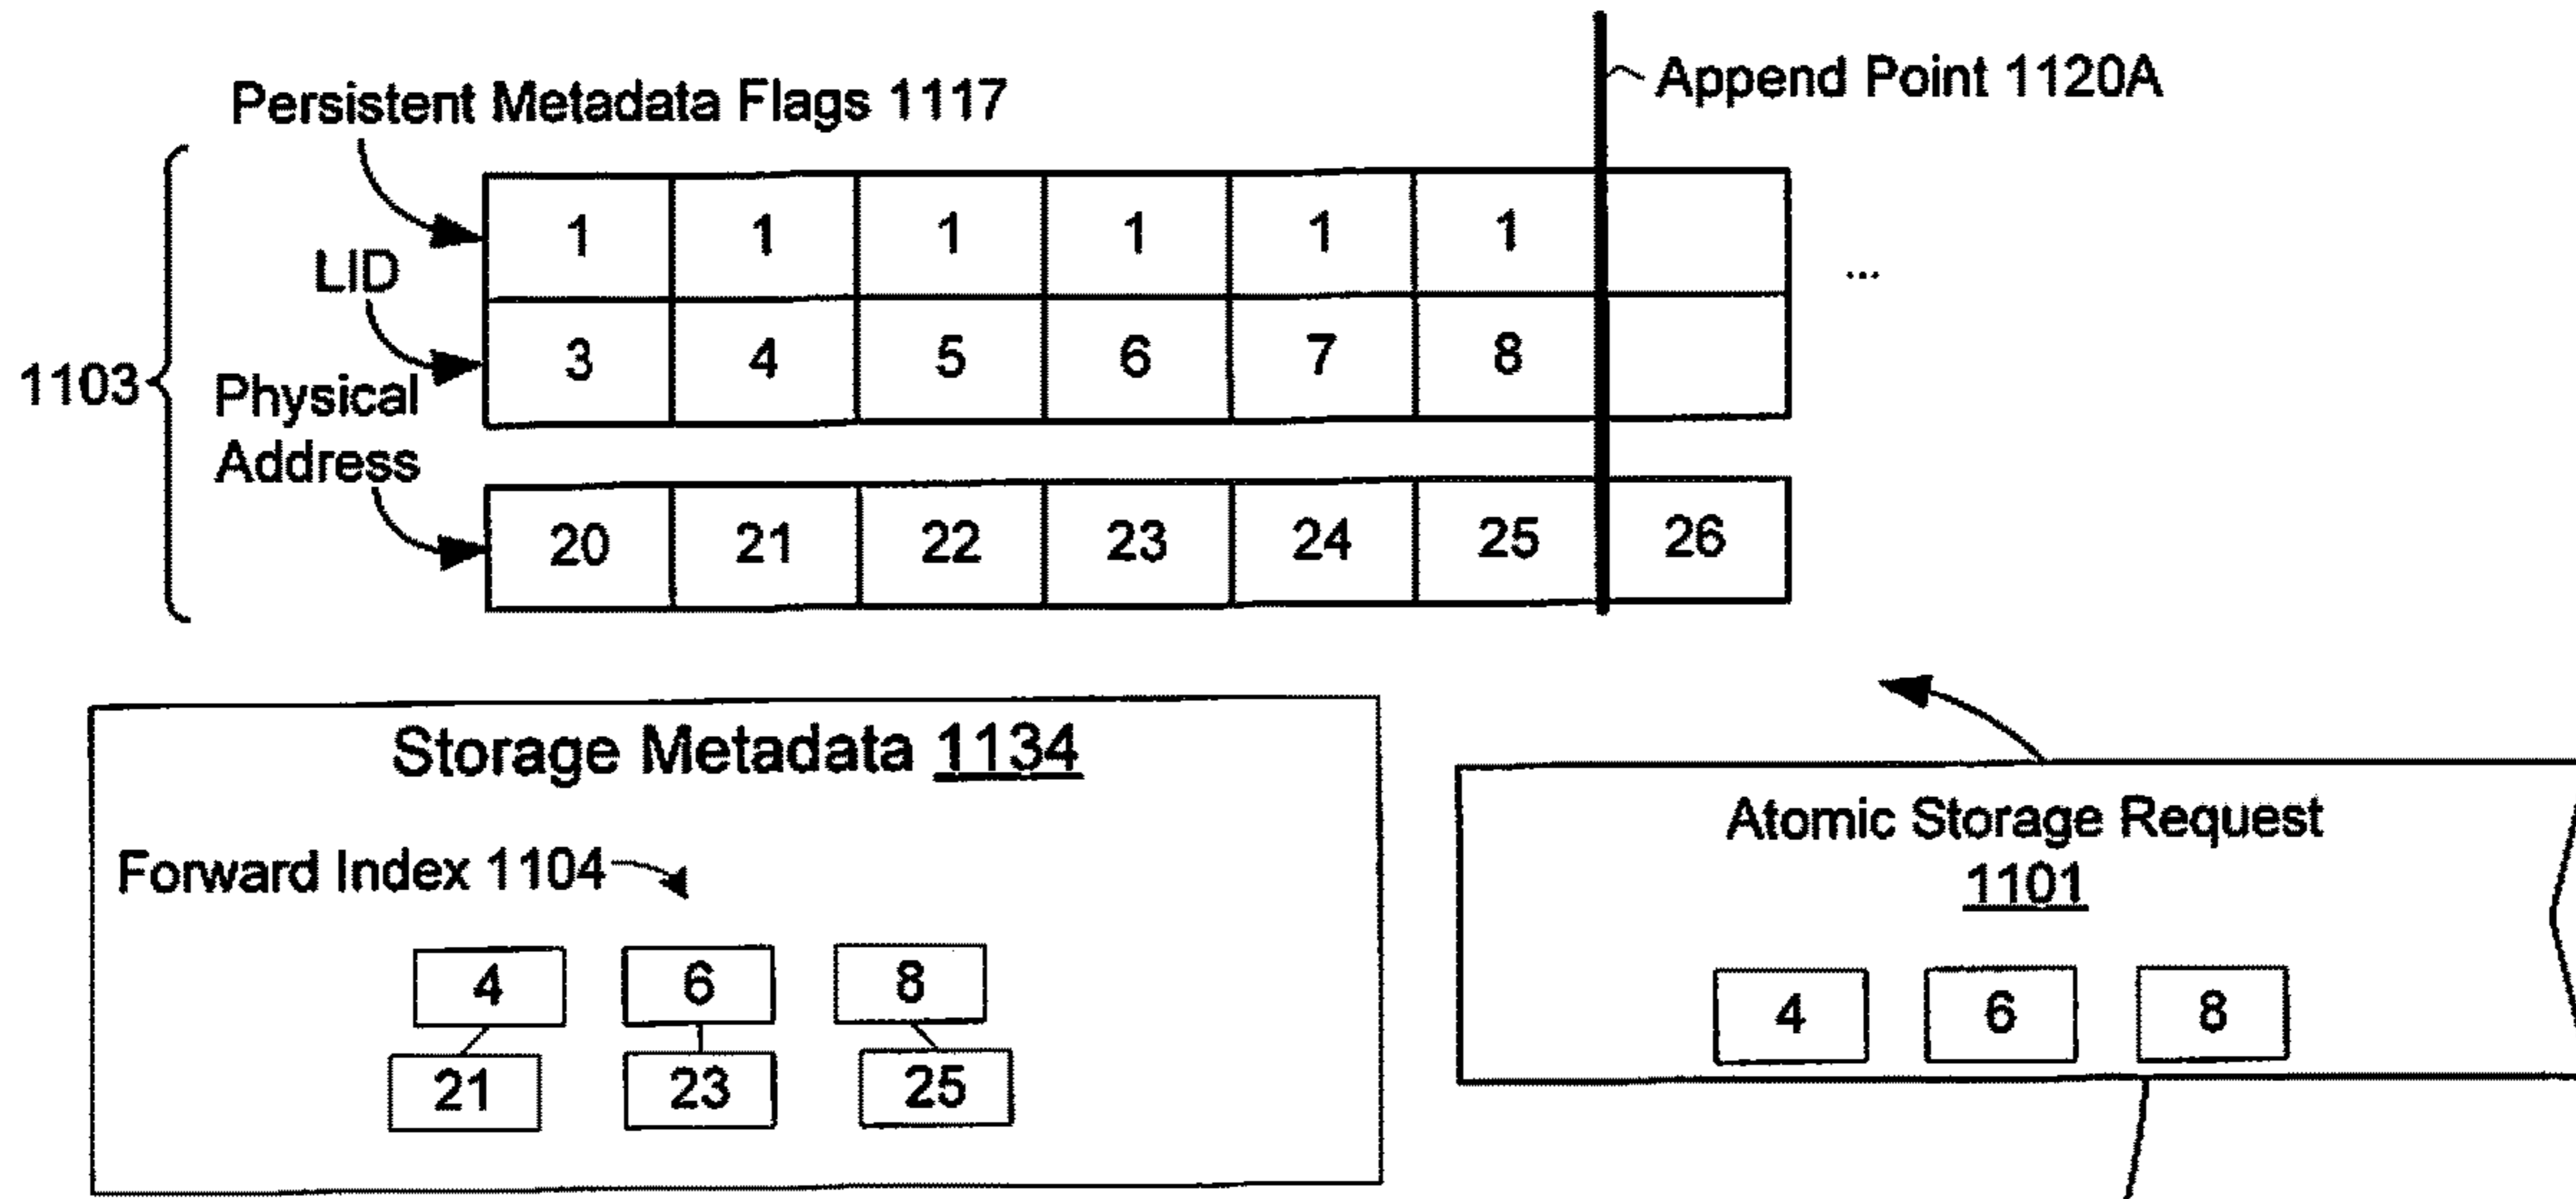 Append Point 1120A
Persistent Metadata Flags 1117
1 1 1 1 1 1
...
LID
3 4 5 6 7 8
1103
Physical
Address
20 21 22 23 24 25 26
Storage Metadata 1134
Forward Index 1104
4 6 8
21 23 25
Atomic Storage Request
1101
4 6 8